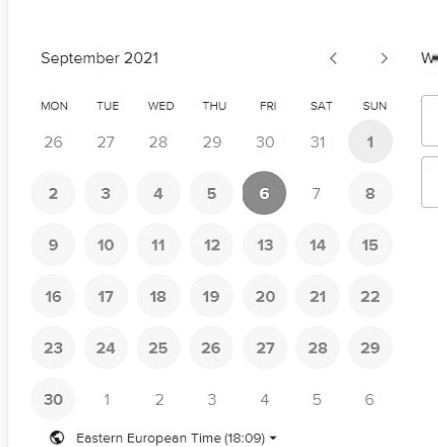 September 2021
MON TUE WED THU FRI SAT SUN
26 27 28 29 30 31 1
2 3 4 5 6 7 8
9 10 11 12 13 14 15
16 17 18 19 20 21 22
23 24 25 26 27 28 29
30 1 2 3 4 5 6
Eastern European Time (18:09)